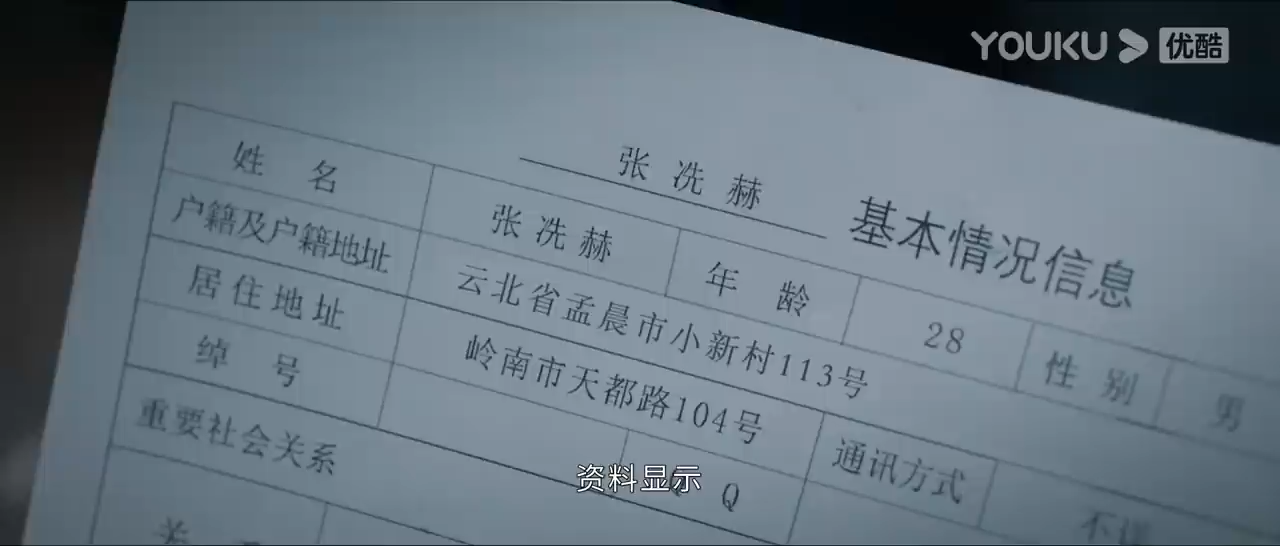 YOUKU 优酷
张冼赫 基本情况信息
姓名 张冼赫 年龄 28 性别 男
户籍及户籍地址 云北省孟晨市小新村113号
居住地址 岭南市天都路104号 通讯方式
绰号 Q
重要社会关系
资料显示